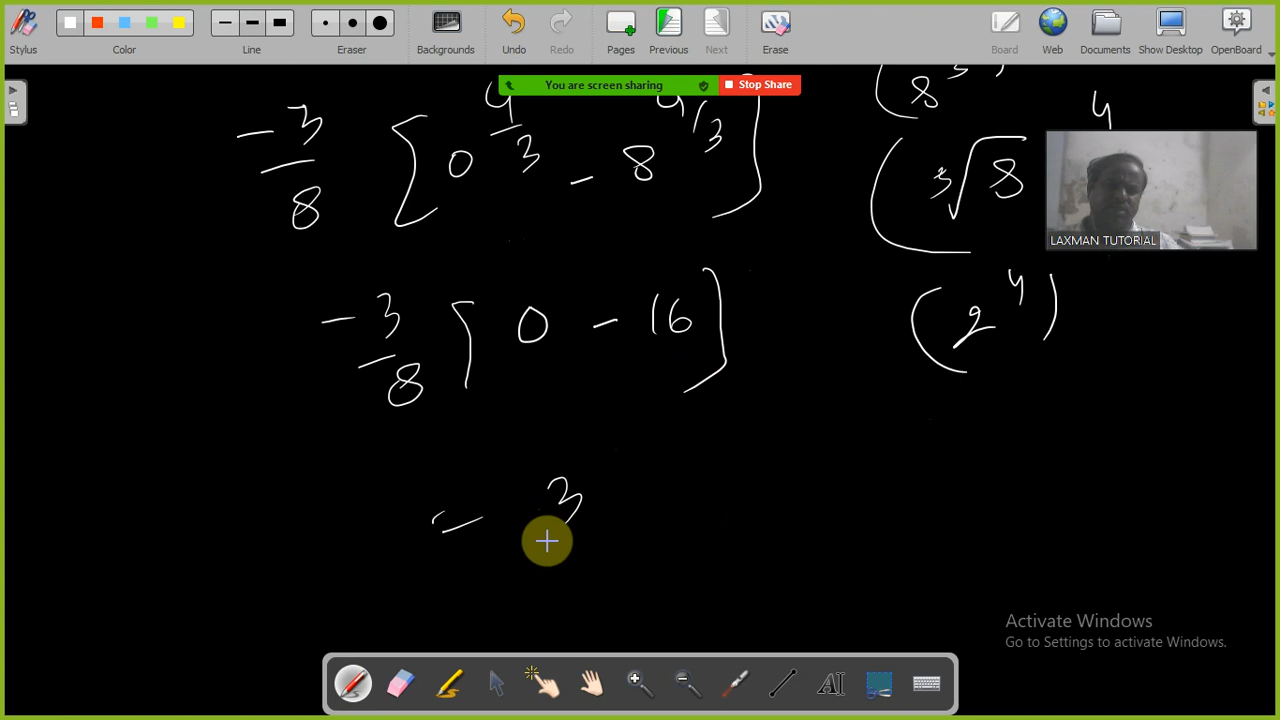 Stylus Color Line Eraser Backgrounds Undo Redo Pages Previous Next Erase Board Web Documents Show Desktop OpenBoard
You are screen sharing Stop Share
-3/8 [0^4/3 - 8^4/3]
(3√8 4
LAXMAN TUTORIAL
-3/8 [0 - 16]
(2^4)
= 3
Activate Windows
Go to Settings to activate Windows.
AI